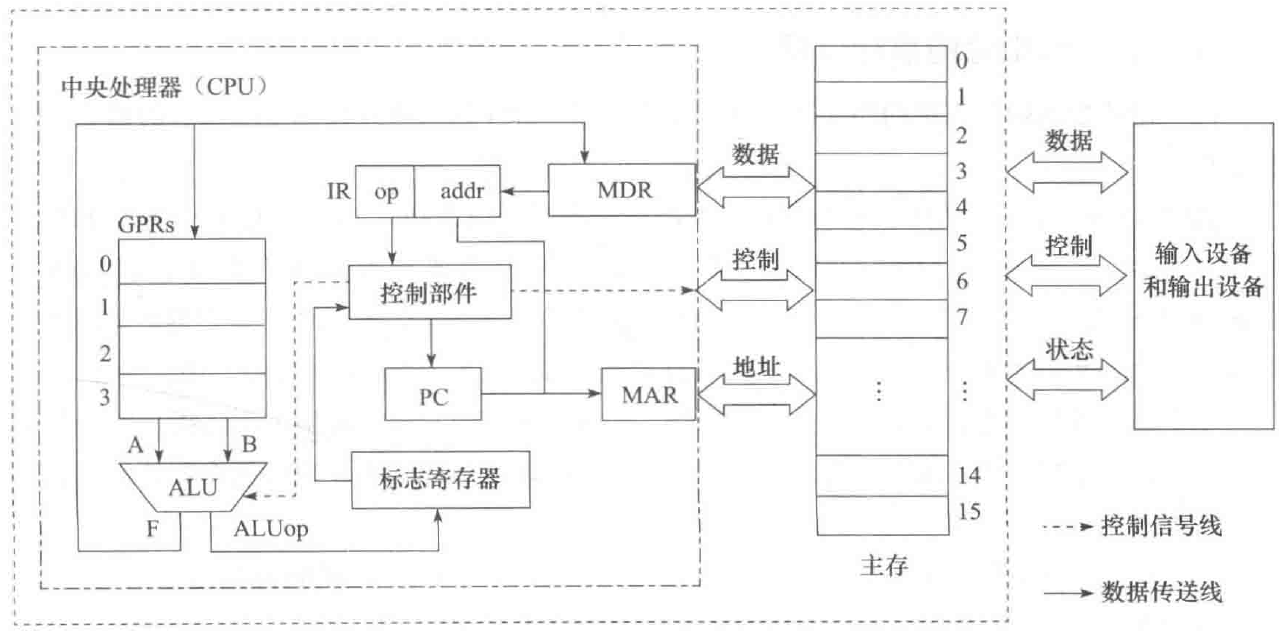 中央处理器（CPU）
GPRs
0
1
2
3
A
B
ALU
F
ALUop
IR
op
addr
MDR
控制部件
PC
MAR
标志寄存器
数据
控制
地址
0
1
2
3
4
5
6
7
⋮
⋮
14
15
主存
数据
控制
状态
输入设备
和输出设备
控制信号线
数据传送线